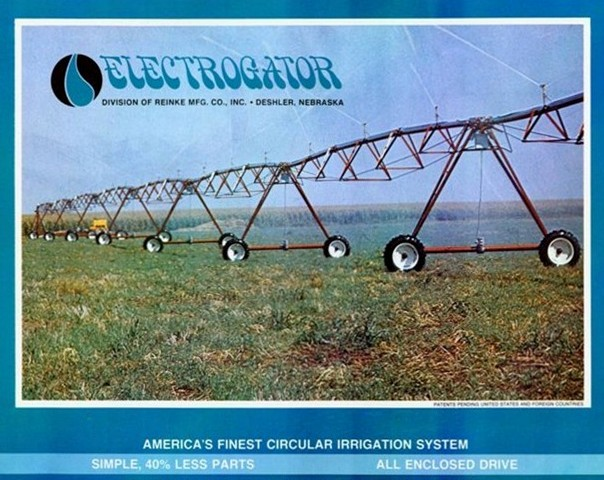 ELECTROGATOR
DIVISION OF REINKE MFG. CO., INC. • DESHLER, NEBRASKA
PATENTS PENDING UNITED STATES AND FOREIGN COUNTRIES
AMERICA'S FINEST CIRCULAR IRRIGATION SYSTEM
SIMPLE, 40% LESS PARTS ALL ENCLOSED DRIVE